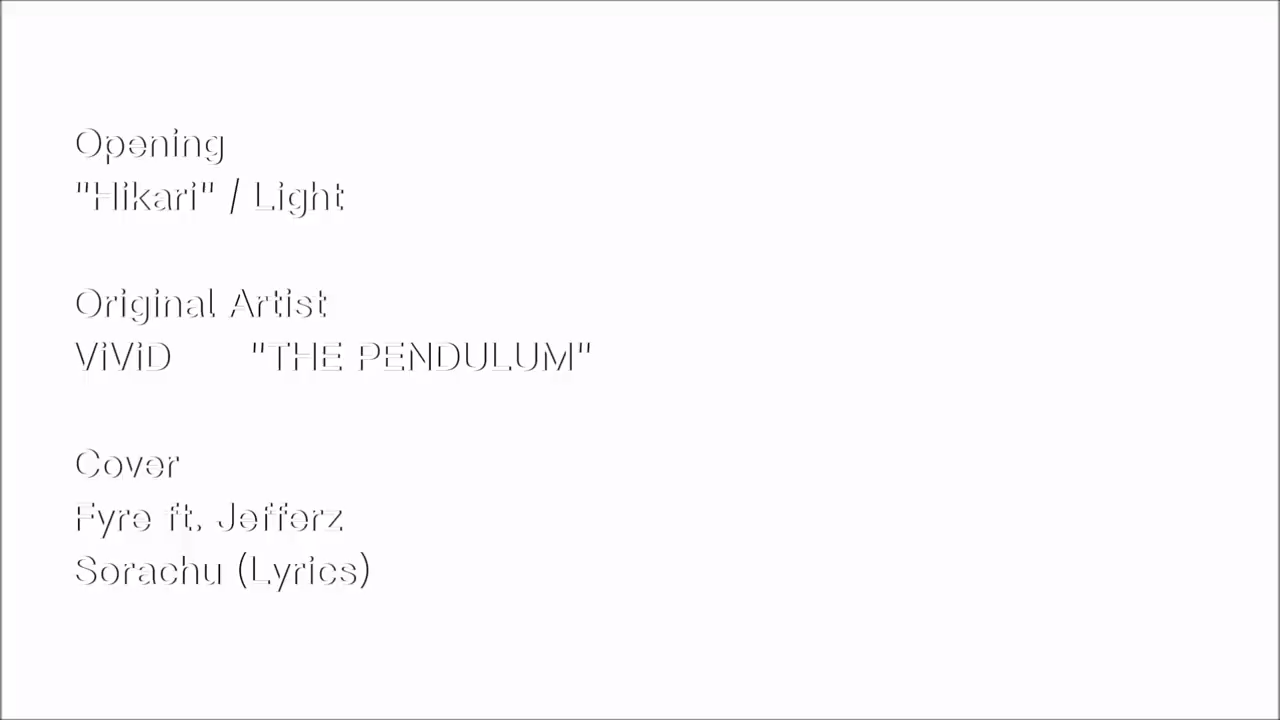 Opening
"Hikari" / Light
Original Artist
ViViD "THE PENDULUM"
Cover
Fyre ft. Jefferz
Sorachu (Lyrics)